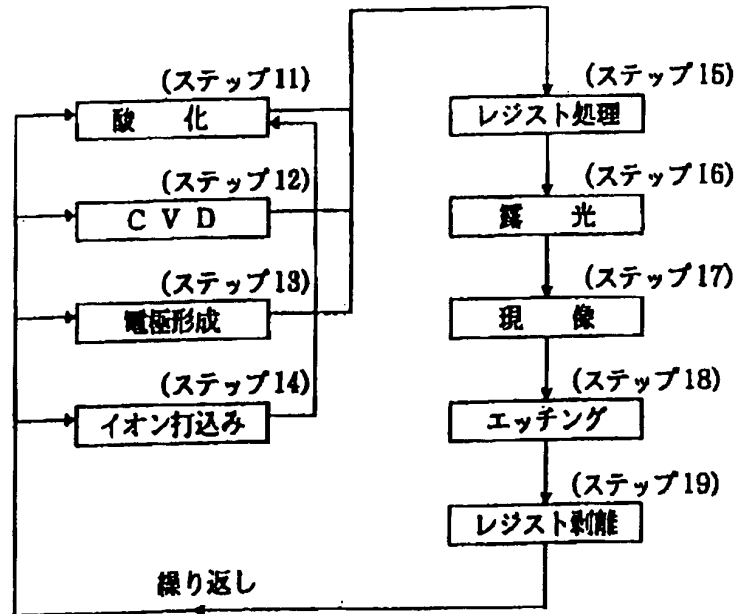 (ステップ11)
酸 化
(ステップ12)
C V D
(ステップ13)
電極形成
(ステップ14)
イオン打込み
(ステップ15)
レジスト処理
(ステップ16)
露 光
(ステップ17)
現 像
(ステップ18)
エッチング
(ステップ19)
レジスト剥離
繰り返し